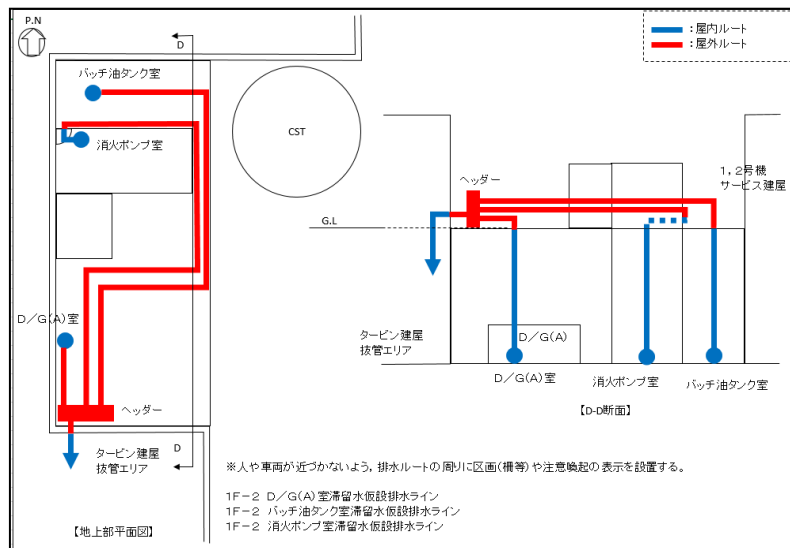 P.N
D
バッチ油タンク室
消火ポンプ室
D／G(A)室
ヘッダー
D
タービン建屋
抜管エリア
【地上部平面図】
CST
：屋内ルート
：屋外ルート
1，2号機
サービス建屋
ヘッダー
G.L
タービン建屋
抜管エリア
D／G(A)
D／G(A)室
消火ポンプ室
バッチ油タンク室
【D-D断面】
※人や車両が近づかないよう，排水ルートの周りに区画(柵等)や注意喚起の表示を設置する。
1F－2 D／G(A)室滞留水仮設排水ライン
1F－2 バッチ油タンク室滞留水仮設排水ライン
1F－2 消火ポンプ室滞留水仮設排水ライン